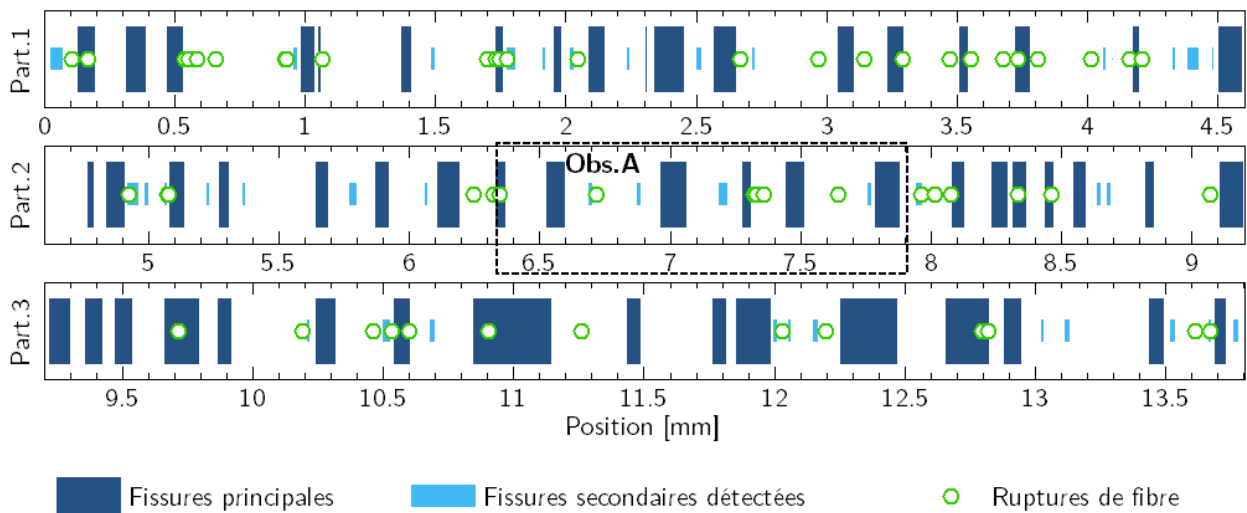 Part.1
0 0.5 1 1.5 2 2.5 3 3.5 4 4.5
Part.2
Obs.A
5 5.5 6 6.5 7 7.5 8 8.5 9
Part.3
9.5 10 10.5 11 11.5 12 12.5 13 13.5
Position [mm]
Fissures principales Fissures secondaires détectées Ruptures de fibre